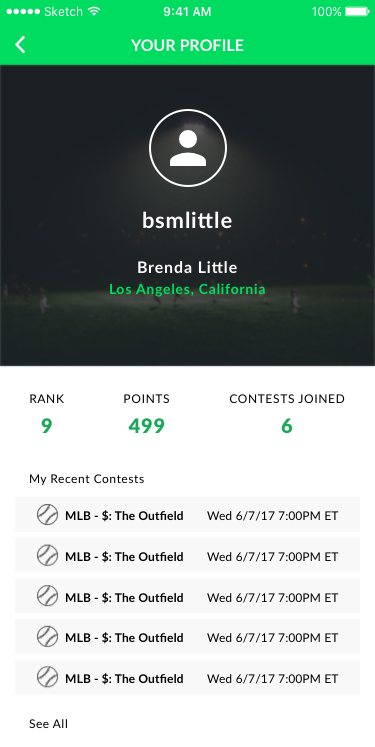 Sketch 9:41 AM 100%
YOUR PROFILE
bsmlittle
Brenda Little
Los Angeles, California
RANK POINTS CONTESTS JOINED
9 499 6
My Recent Contests
MLB - $: The Outfield Wed 6/7/17 7:00PM ET
MLB - $: The Outfield Wed 6/7/17 7:00PM ET
MLB - $: The Outfield Wed 6/7/17 7:00PM ET
MLB - $: The Outfield Wed 6/7/17 7:00PM ET
MLB - $: The Outfield Wed 6/7/17 7:00PM ET
See All